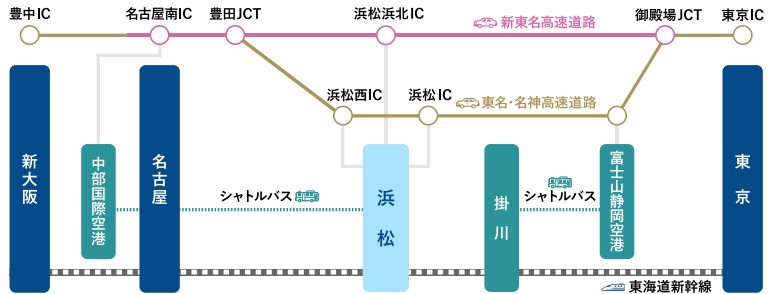 豊中IC
名古屋南IC
豊田JCT
浜松浜北IC
新東名高速道路
御殿場JCT
東京IC
浜松西IC
浜松IC
東名・名神高速道路
新大阪
中部国際空港
名古屋
シャトルバス
浜松
掛川
シャトルバス
富士山静岡空港
東京
東海道新幹線